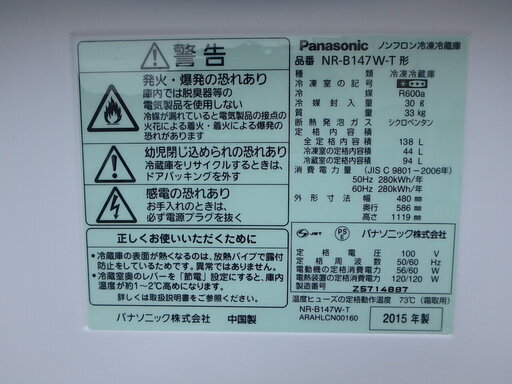 警告
発火・爆発の恐れあり
庫内では脱臭器等の
電気製品を使用しない
冷媒が漏れていると電気製品の接点の
火花による着火・着火による爆発の恐れ
幼児閉じ込められの恐れあり
冷蔵庫をリサイクルするときは、
ドアパッキングを外す
感電の恐れあり
お手入れのときは、
必ず電源プラグを抜く
正しくお使いいただくために
●冷蔵庫の表面が熱くなるのは、放熱パイプで露付
防止をしているためです。異常ではありません。
●冷蔵室奥のレバーを「節電」設定にすると、庫内
温度が約1~2℃高めになります。
詳しくは取扱説明書をご参照ください。
パナソニック株式会社 中国製
Panasonic ノンフロン冷凍冷蔵庫
品番 NR-B147W-T 形
種類 冷凍冷蔵庫
冷凍室の記号
冷媒 R600a
冷媒封入量 30g
質量 33kg
断熱発泡ガス シクロペンタン
定格内容積
全定格内容積 138 L
冷凍室の定格内容積 44 L
冷蔵室の定格内容積 94 L
消費電力量 (JIS C 9801-2006年)
50Hz 280kWh/年
60Hz 280kWh/年
外形寸法 幅 480 mm
奥行 586 mm
高さ 1119 mm
JET PS E パナソニック株式会社
定格電圧 100 V
定格周波数 50/60 Hz
電動機の定格消費電力 56/60 W
電熱装置の定格消費電力 120/120 W
製造番号 Z5714887
温度ヒューズの定格動作温度 73℃ (霜取用)
NR-B147W-T
ARAHLCN00160
2015 年製